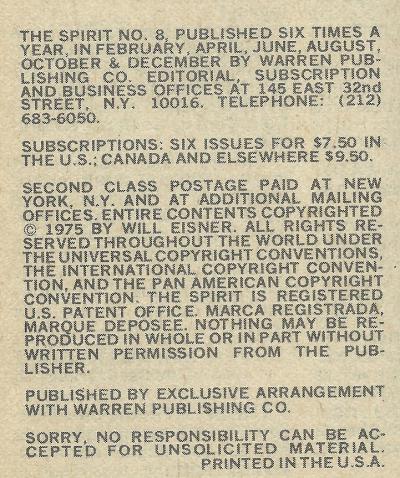 THE SPIRIT NO. 8, PUBLISHED SIX TIMES A
YEAR, IN FEBRUARY, APRIL, JUNE, AUGUST,
OCTOBER & DECEMBER BY WARREN PUB-
LISHING CO. EDITORIAL, SUBSCRIPTION
AND BUSINESS OFFICES AT 145 EAST 32nd
STREET, N.Y. 10016. TELEPHONE: (212)
683-6050.
SUBSCRIPTIONS: SIX ISSUES FOR $7.50 IN
THE U.S.; CANADA AND ELSEWHERE $9.50.
SECOND CLASS POSTAGE PAID AT NEW
YORK, N.Y. AND AT ADDITIONAL MAILING
OFFICES. ENTIRE CONTENTS COPYRIGHTED
© 1975 BY WILL EISNER. ALL RIGHTS RE-
SERVED THROUGHOUT THE WORLD UNDER
THE UNIVERSAL COPYRIGHT CONVENTIONS,
THE INTERNATIONAL COPYRIGHT CONVEN-
TION, AND THE PAN AMERICAN COPYRIGHT
CONVENTION. THE SPIRIT IS REGISTERED
U.S. PATENT OFFICE. MARCA REGISTRADA,
MARQUE DEPOSEE. NOTHING MAY BE RE-
PRODUCED IN WHOLE OR IN PART WITHOUT
WRITTEN PERMISSION FROM THE PUB-
LISHER.
PUBLISHED BY EXCLUSIVE ARRANGEMENT
WITH WARREN PUBLISHING CO.
SORRY, NO RESPONSIBILITY CAN BE AC-
CEPTED FOR UNSOLICITED MATERIAL.
PRINTED IN THE U.S.A.